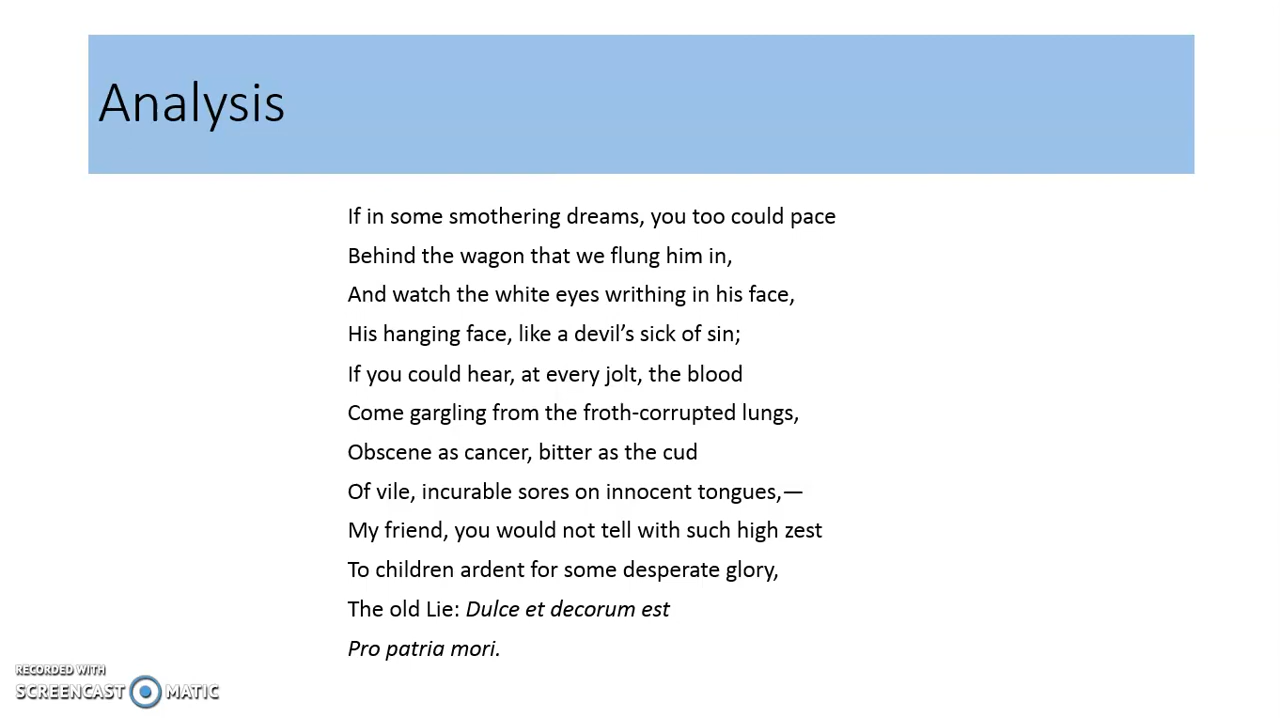 Analysis
If in some smothering dreams, you too could pace
Behind the wagon that we flung him in,
And watch the white eyes writhing in his face,
His hanging face, like a devil’s sick of sin;
If you could hear, at every jolt, the blood
Come gargling from the froth-corrupted lungs,
Obscene as cancer, bitter as the cud
Of vile, incurable sores on innocent tongues,—
My friend, you would not tell with such high zest
To children ardent for some desperate glory,
The old Lie: Dulce et decorum est
Pro patria mori.
RECORDED WITH
SCREENCAST MATIC